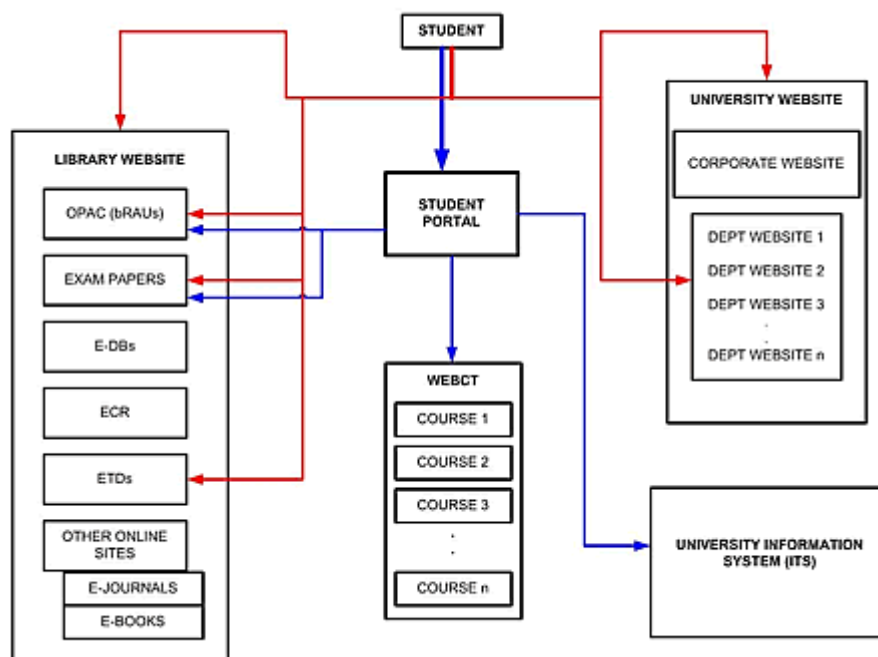 STUDENT
LIBRARY WEBSITE
OPAC (bRAUs)
EXAM PAPERS
E-DBs
ECR
ETDs
OTHER ONLINE
SITES
E-JOURNALS
E-BOOKS
STUDENT
PORTAL
WEBCT
COURSE 1
COURSE 2
COURSE 3
.
.
COURSE n
UNIVERSITY WEBSITE
CORPORATE WEBSITE
DEPT WEBSITE 1
DEPT WEBSITE 2
DEPT WEBSITE 3
.
.
DEPT WEBSITE n
UNIVERSITY INFORMATION
SYSTEM (ITS)